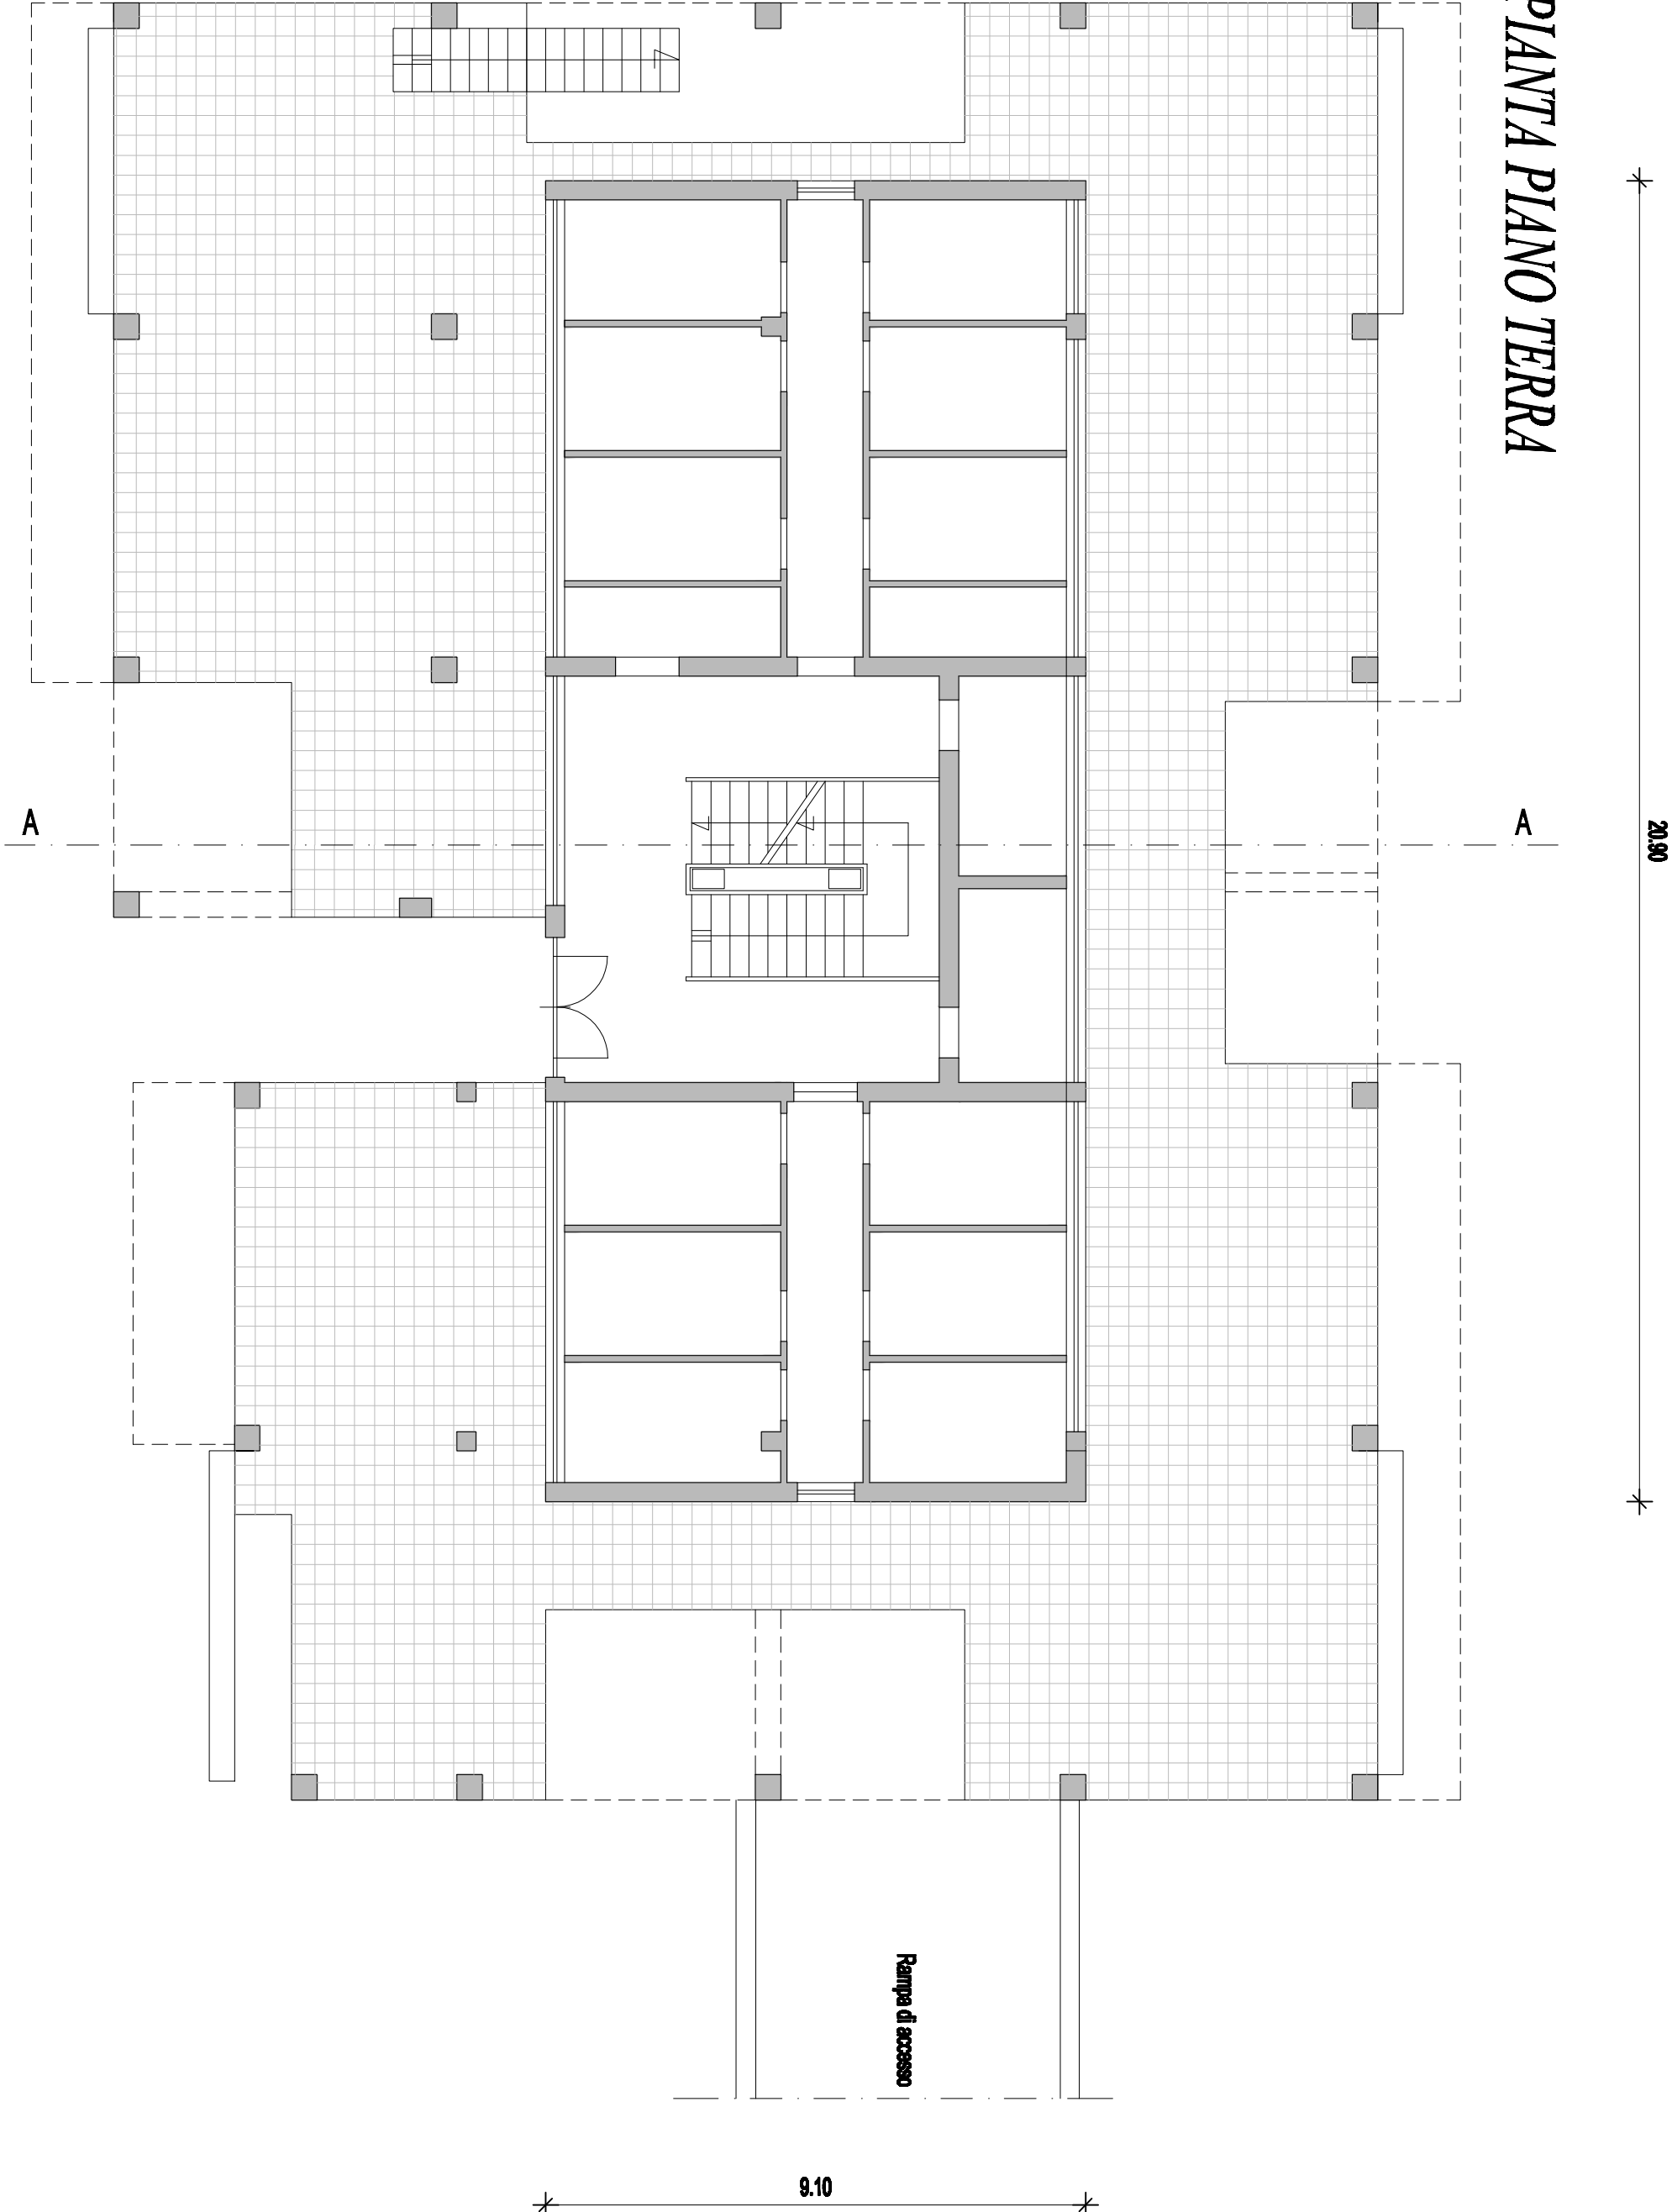 PIANTA PIANO TERRA
A
A
20.90
Rampa di accesso
9.10